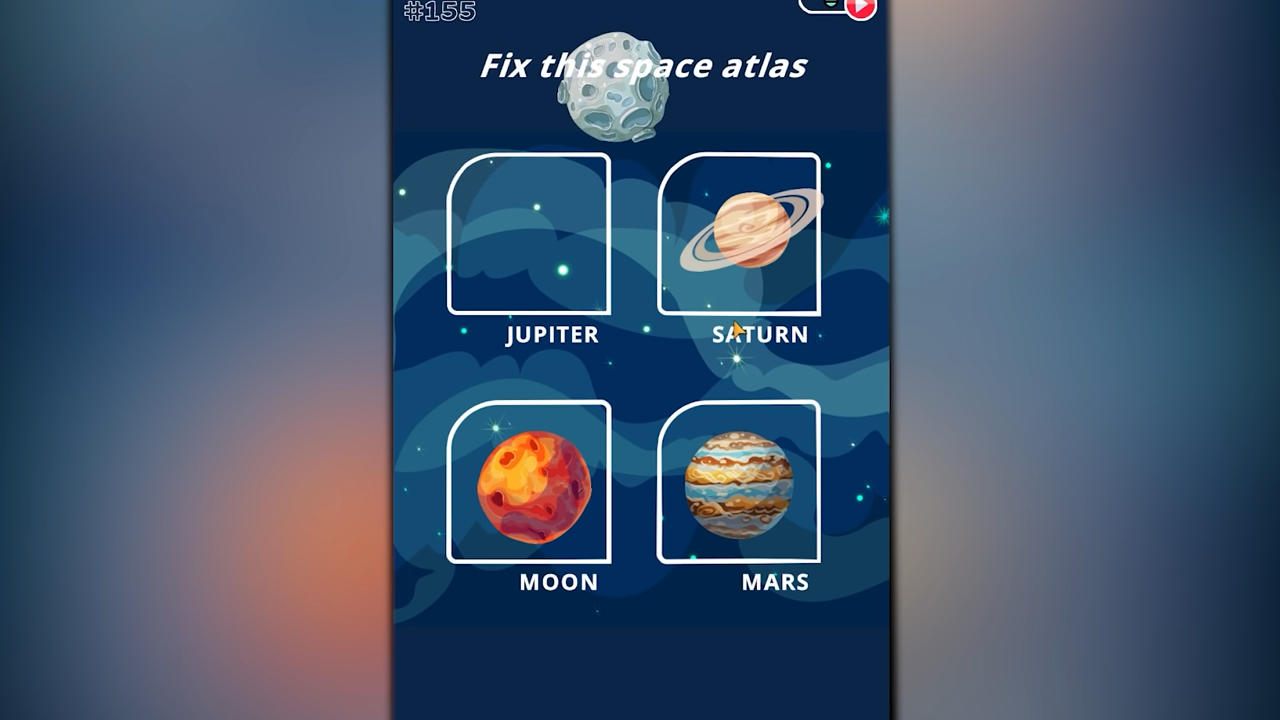 #155
Fix this space atlas
JUPITER
SATURN
MOON
MARS